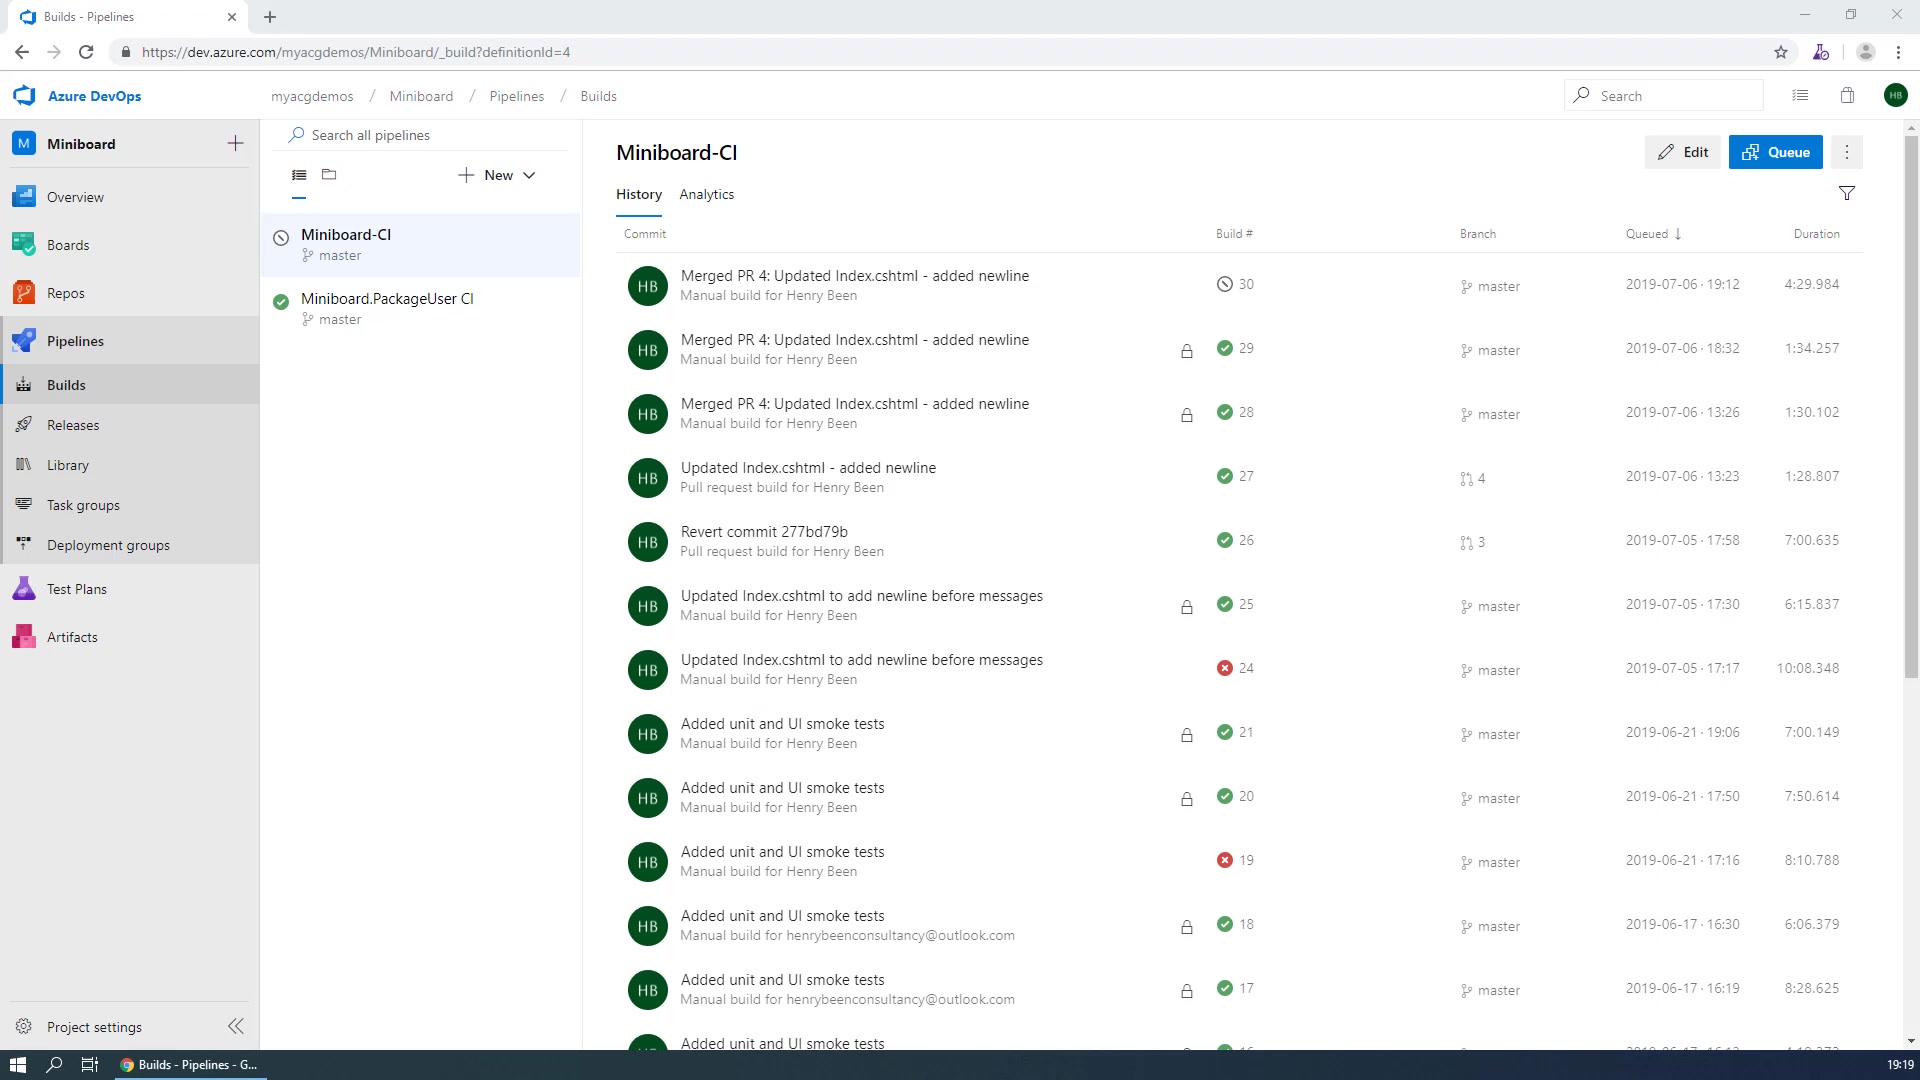 Builds - Pipelines
https://dev.azure.com/myacgdemos/Miniboard/_build?definitionId=4
Azure DevOps
myacgdemos / Miniboard / Pipelines / Builds
Search
HB
M Miniboard
Overview
Boards
Repos
Pipelines
Builds
Releases
Library
Task groups
Deployment groups
Test Plans
Artifacts
Project settings
Search all pipelines
New
Miniboard-CI
master
Miniboard.PackageUser CI
master
Miniboard-CI
Edit
Queue
History Analytics
Commit Build # Branch Queued Duration
HB Merged PR 4: Updated Index.cshtml - added newline 30 master 2019-07-06 · 19:12 4:29.984
Manual build for Henry Been
HB Merged PR 4: Updated Index.cshtml - added newline 29 master 2019-07-06 · 18:32 1:34.257
Manual build for Henry Been
HB Merged PR 4: Updated Index.cshtml - added newline 28 master 2019-07-06 · 13:26 1:30.102
Manual build for Henry Been
HB Updated Index.cshtml - added newline 27 4 2019-07-06 · 13:23 1:28.807
Pull request build for Henry Been
HB Revert commit 277bd79b 26 3 2019-07-05 · 17:58 7:00.635
Pull request build for Henry Been
HB Updated Index.cshtml to add newline before messages 25 master 2019-07-05 · 17:30 6:15.837
Manual build for Henry Been
HB Updated Index.cshtml to add newline before messages 24 master 2019-07-05 · 17:17 10:08.348
Manual build for Henry Been
HB Added unit and UI smoke tests 21 master 2019-06-21 · 19:06 7:00.149
Manual build for Henry Been
HB Added unit and UI smoke tests 20 master 2019-06-21 · 17:50 7:50.614
Manual build for Henry Been
HB Added unit and UI smoke tests 19 master 2019-06-21 · 17:16 8:10.788
Manual build for Henry Been
HB Added unit and UI smoke tests 18 master 2019-06-17 · 16:30 6:06.379
Manual build for henrybeenconsultancy@outlook.com
HB Added unit and UI smoke tests 17 master 2019-06-17 · 16:19 8:28.625
Manual build for henrybeenconsultancy@outlook.com
Added unit and UI smoke tests
Builds - Pipelines - G...
19:19